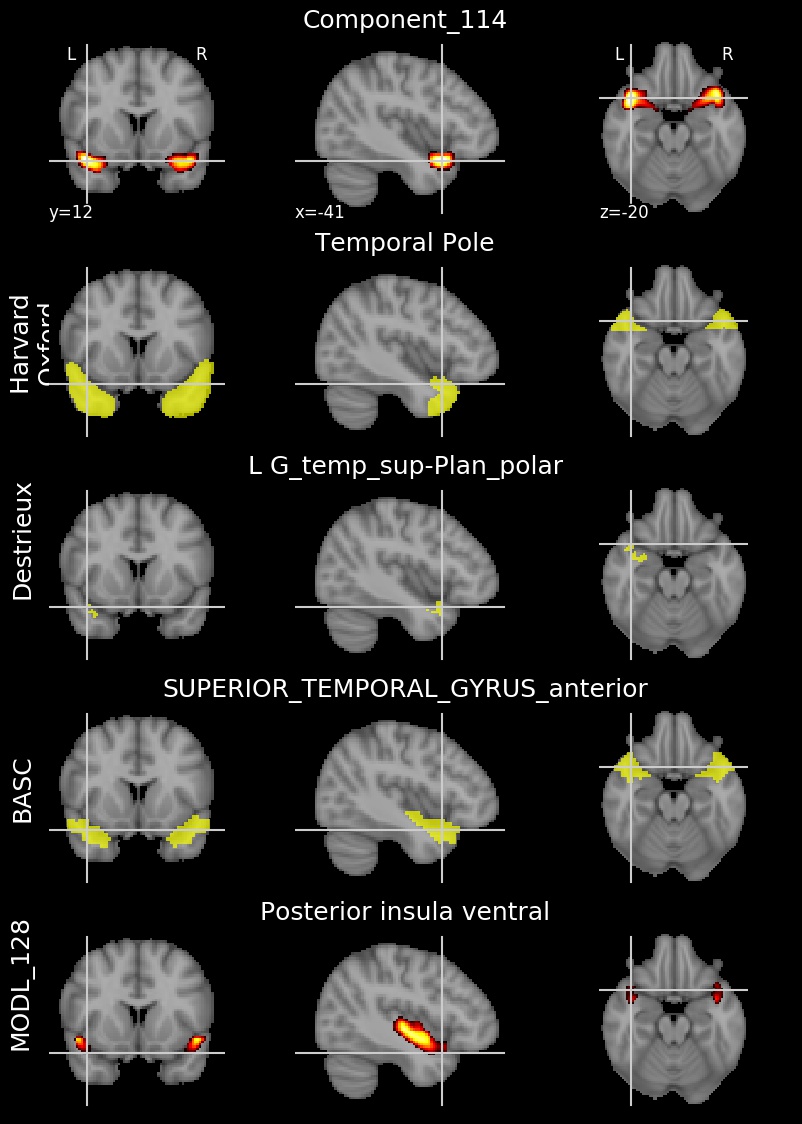 Component_114
L R L R
y=12 x=-41 z=-20
Temporal Pole
Harvard
Oxford
L G_temp_sup-Plan_polar
Destrieux
SUPERIOR_TEMPORAL_GYRUS_anterior
BASC
Posterior insula ventral
MODL_128